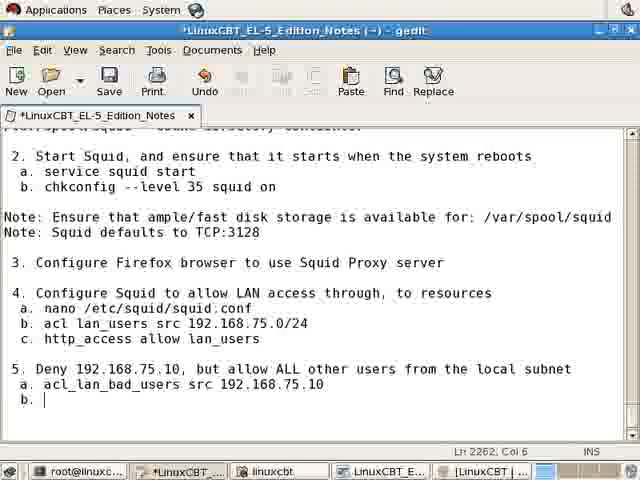 Applications Places System
*LinuxCBT_EL-5_Edition_Notes (~) - gedit
File Edit View Search Tools Documents Help
New Open Save Print. Undo Paste Find Replace
*LinuxCBT_EL-5_Edition_Notes ×
2. Start Squid, and ensure that it starts when the system reboots
a. service squid start
b. chkconfig --level 35 squid on
Note: Ensure that ample/fast disk storage is available for: /var/spool/squid
Note: Squid defaults to TCP:3128
3. Configure Firefox browser to use Squid Proxy server
4. Configure Squid to allow LAN access through, to resources
a. nano /etc/squid/squid.conf
b. acl lan_users src 192.168.75.0/24
c. http_access allow lan_users
5. Deny 192.168.75.10, but allow ALL other users from the local subnet
a. acl_lan_bad_users src 192.168.75.10
b.
Ln 2262, Col 6 INS
root@linuxc... *LinuxCBT_... linuxcbt LinuxCBT_E... [LinuxCBT